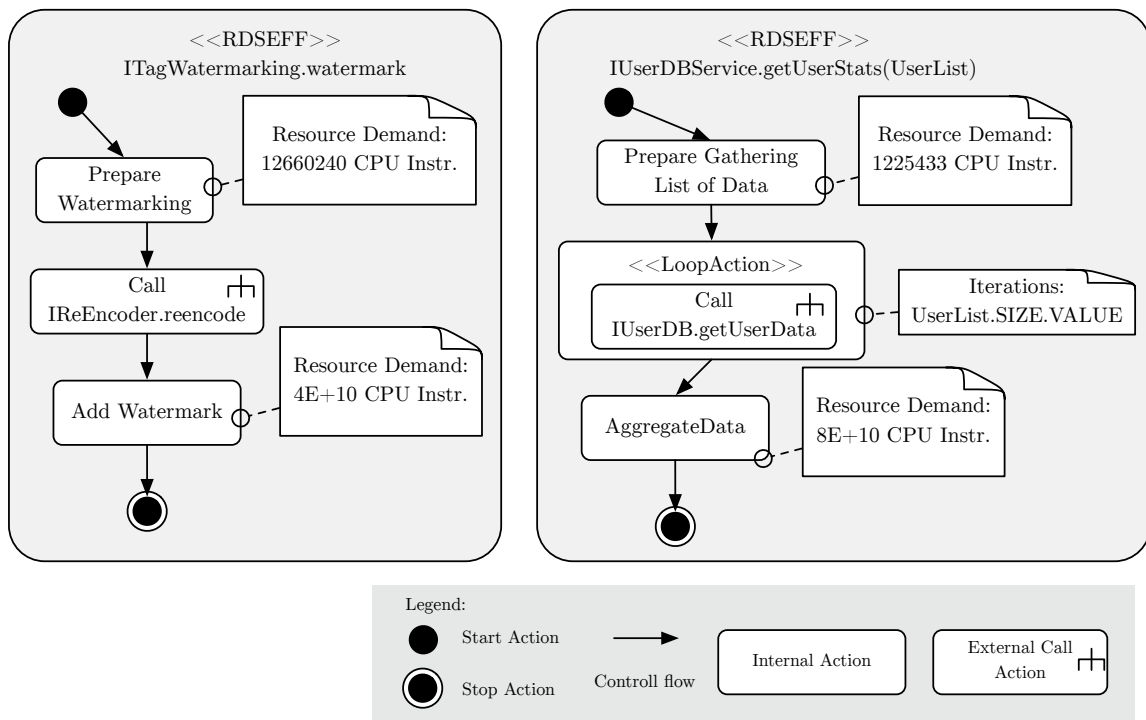 <<RDSEFF>>
ITagWatermarking.watermark
Resource Demand:
12660240 CPU Instr.
Prepare
Watermarking
Call
IReEncoder.reencode
Resource Demand:
4E+10 CPU Instr.
Add Watermark
<<RDSEFF>>
IUserDBService.getUserStats(UserList)
Resource Demand:
1225433 CPU Instr.
Prepare Gathering
List of Data
<<LoopAction>>
Call
IUserDB.getUserData
Iterations:
UserList.SIZE.VALUE
Resource Demand:
8E+10 CPU Instr.
AggregateData
Legend:
Start Action
Stop Action
Controll flow
Internal Action
External Call
Action